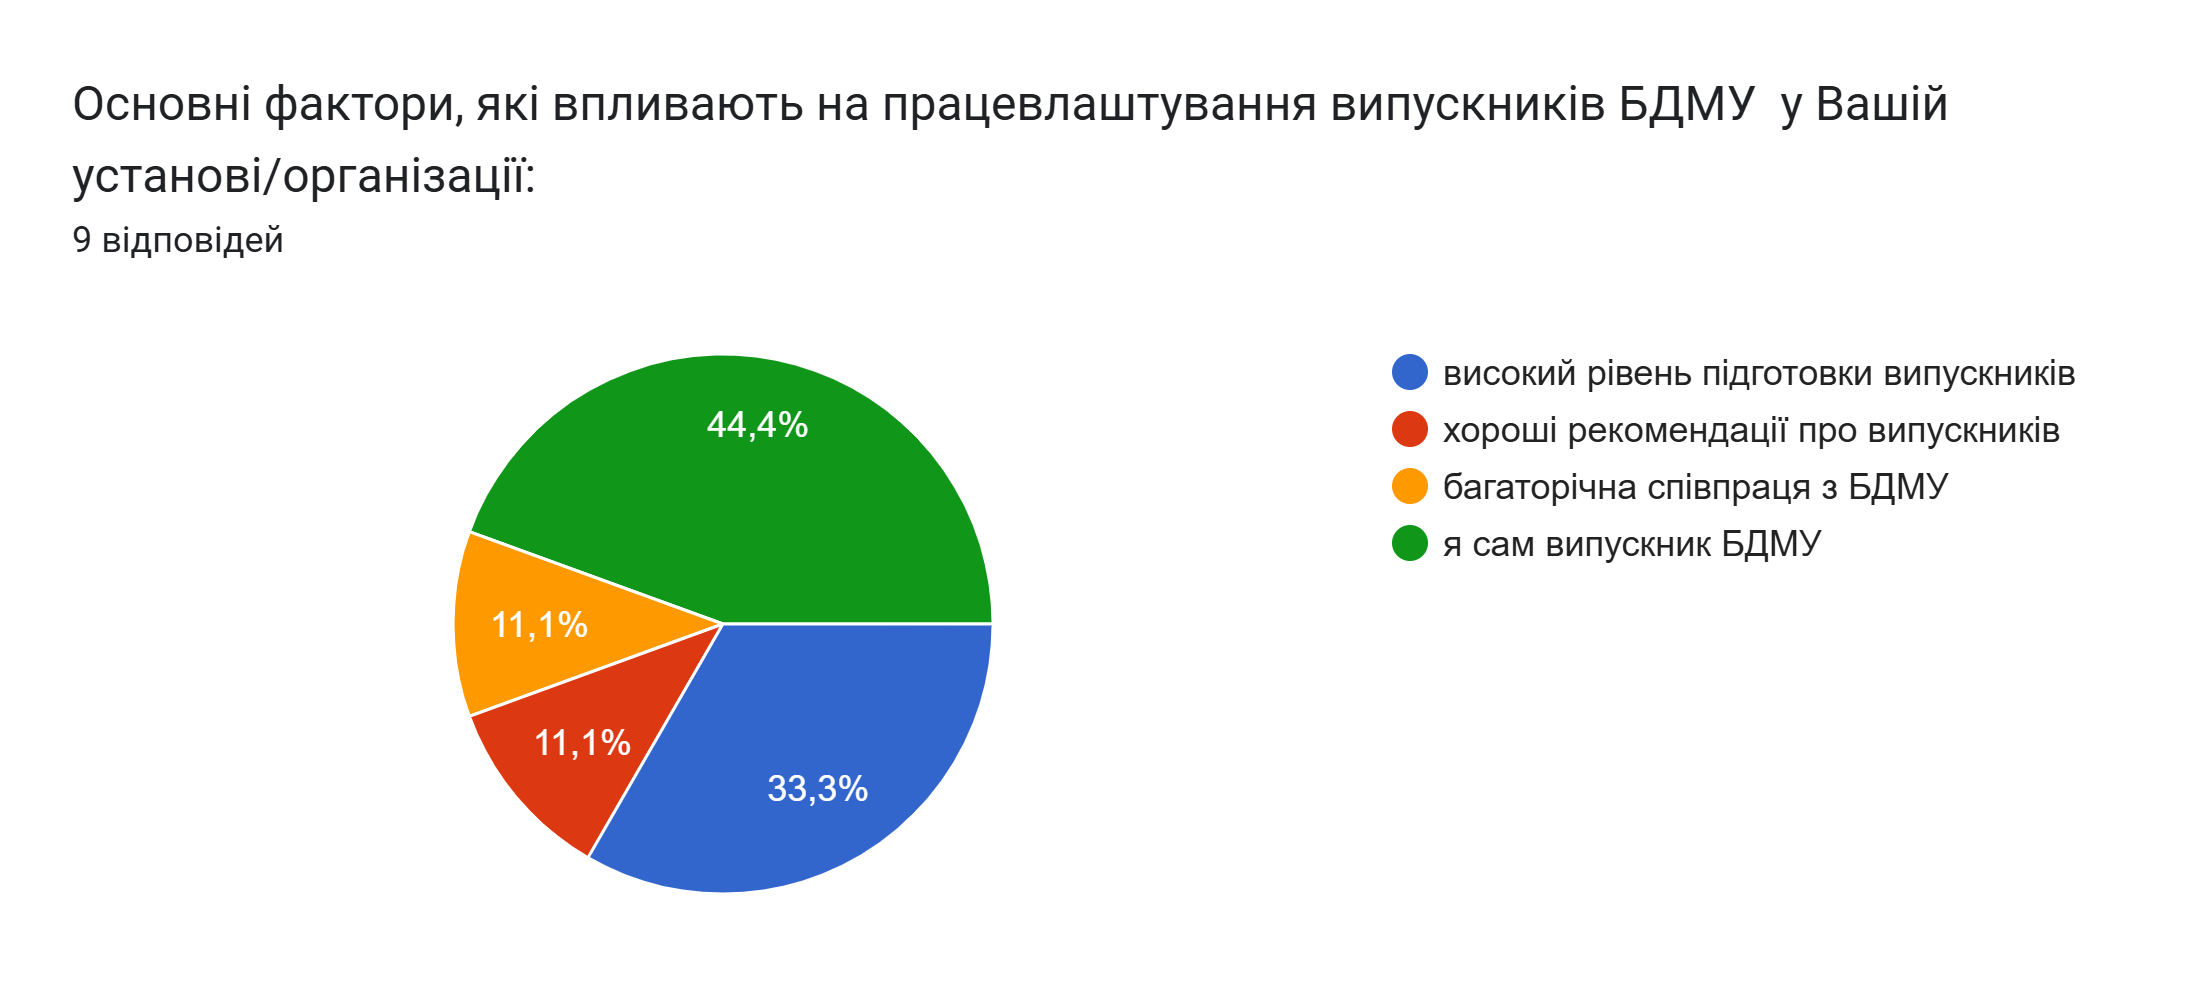 Основні фактори, які впливають на працевлаштування випускників БДМУ  у Вашій
установі/організації:
9 відповідей
44,4%
11,1%
11,1%
33,3%
високий рівень підготовки випускників
хороші рекомендації про випускників
багаторічна співпраця з БДМУ
я сам випускник БДМУ